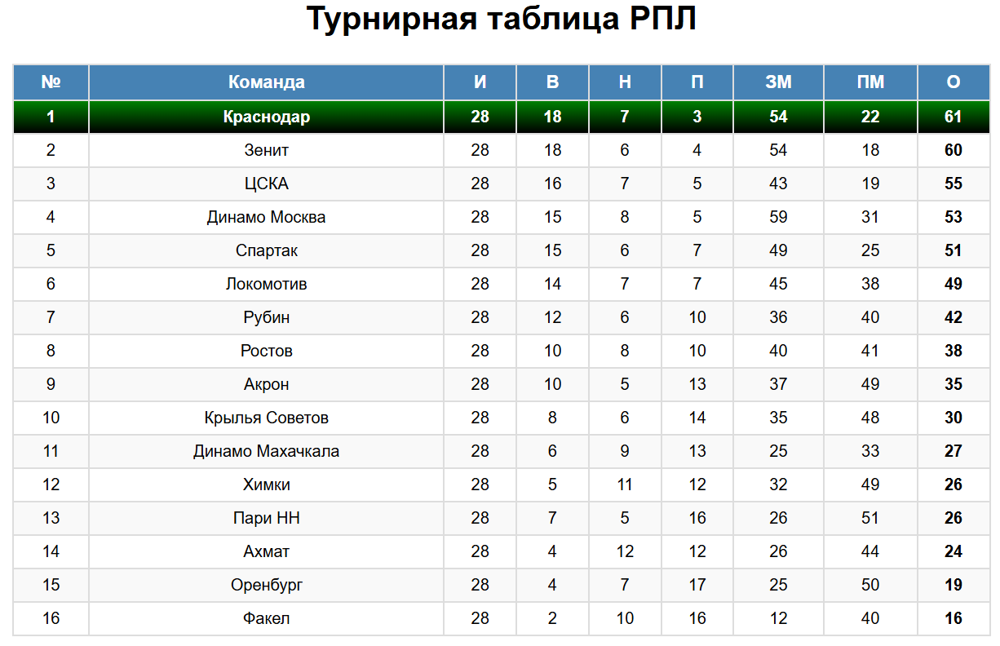 Турнирная таблица РПЛ
№ Команда И В Н П ЗМ ПМ О
1 Краснодар 28 18 7 3 54 22 61
2 Зенит 28 18 6 4 54 18 60
3 ЦСКА 28 16 7 5 43 19 55
4 Динамо Москва 28 15 8 5 59 31 53
5 Спартак 28 15 6 7 49 25 51
6 Локомотив 28 14 7 7 45 38 49
7 Рубин 28 12 6 10 36 40 42
8 Ростов 28 10 8 10 40 41 38
9 Акрон 28 10 5 13 37 49 35
10 Крылья Советов 28 8 6 14 35 48 30
11 Динамо Махачкала 28 6 9 13 25 33 27
12 Химки 28 5 11 12 32 49 26
13 Пари НН 28 7 5 16 26 51 26
14 Ахмат 28 4 12 12 26 44 24
15 Оренбург 28 4 7 17 25 50 19
16 Факел 28 2 10 16 12 40 16